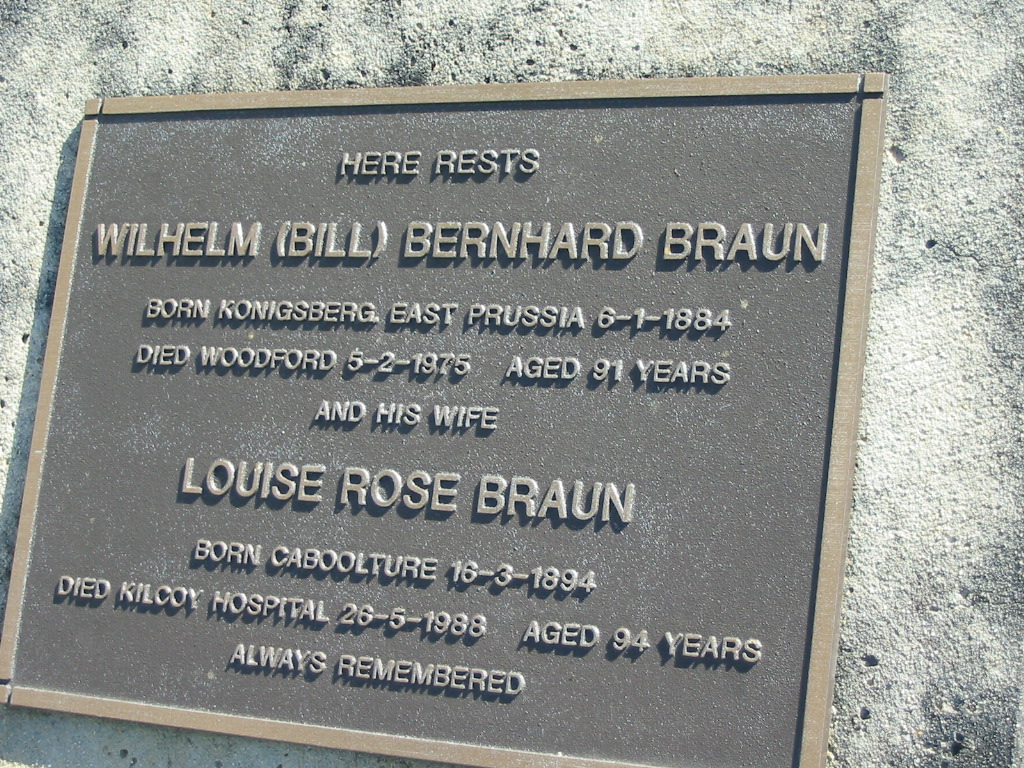 HERE RESTS
WILHELM (BILL) BERNHARD BRAUN
BORN KONIGSBERG, EAST PRUSSIA 6-1-1884
DIED WOODFORD 5-2-1975 AGED 91 YEARS
AND HIS WIFE
LOUISE ROSE BRAUN
BORN CABOOLTURE 16-3-1894
DIED KILCOY HOSPITAL 26-5-1988 AGED 94 YEARS
ALWAYS REMEMBERED